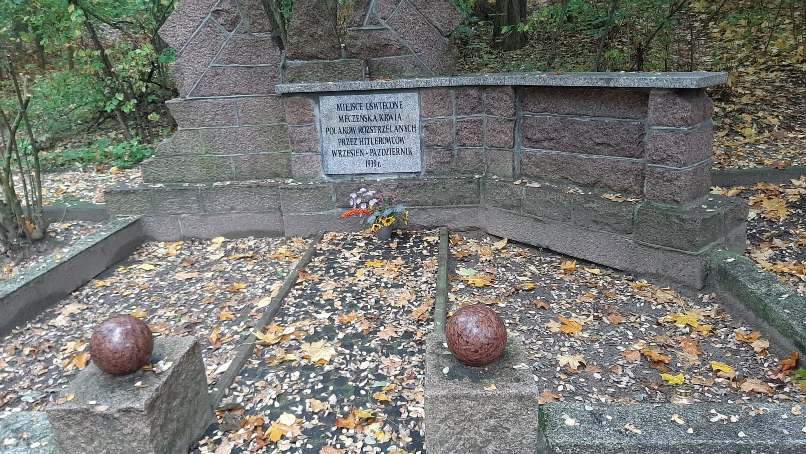 MIEJSCE UŚWIĘCONE
MĘCZEŃSKĄ KRWIĄ
POLAKÓW ROZSTRZELANYCH
PRZEZ HITLEROWCÓW
WRZESIEŃ - PAŹDZIERNIK
1939 r.